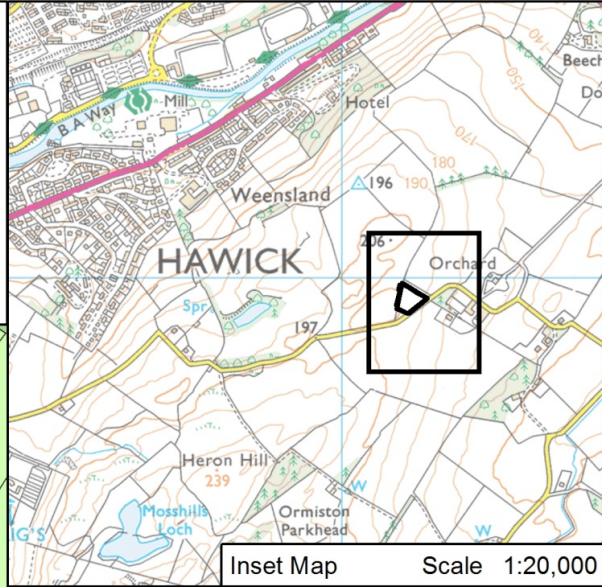 140
Beech
Do
150
B A Way
Mill
Hotel
170
180
190
196
Weensland
206
HAWICK
Orchard
Spr
197
Heron Hill
239
W
Mosshills
Loch
Ormiston
Parkhead
W
IG'S
Inset Map Scale 1:20,000